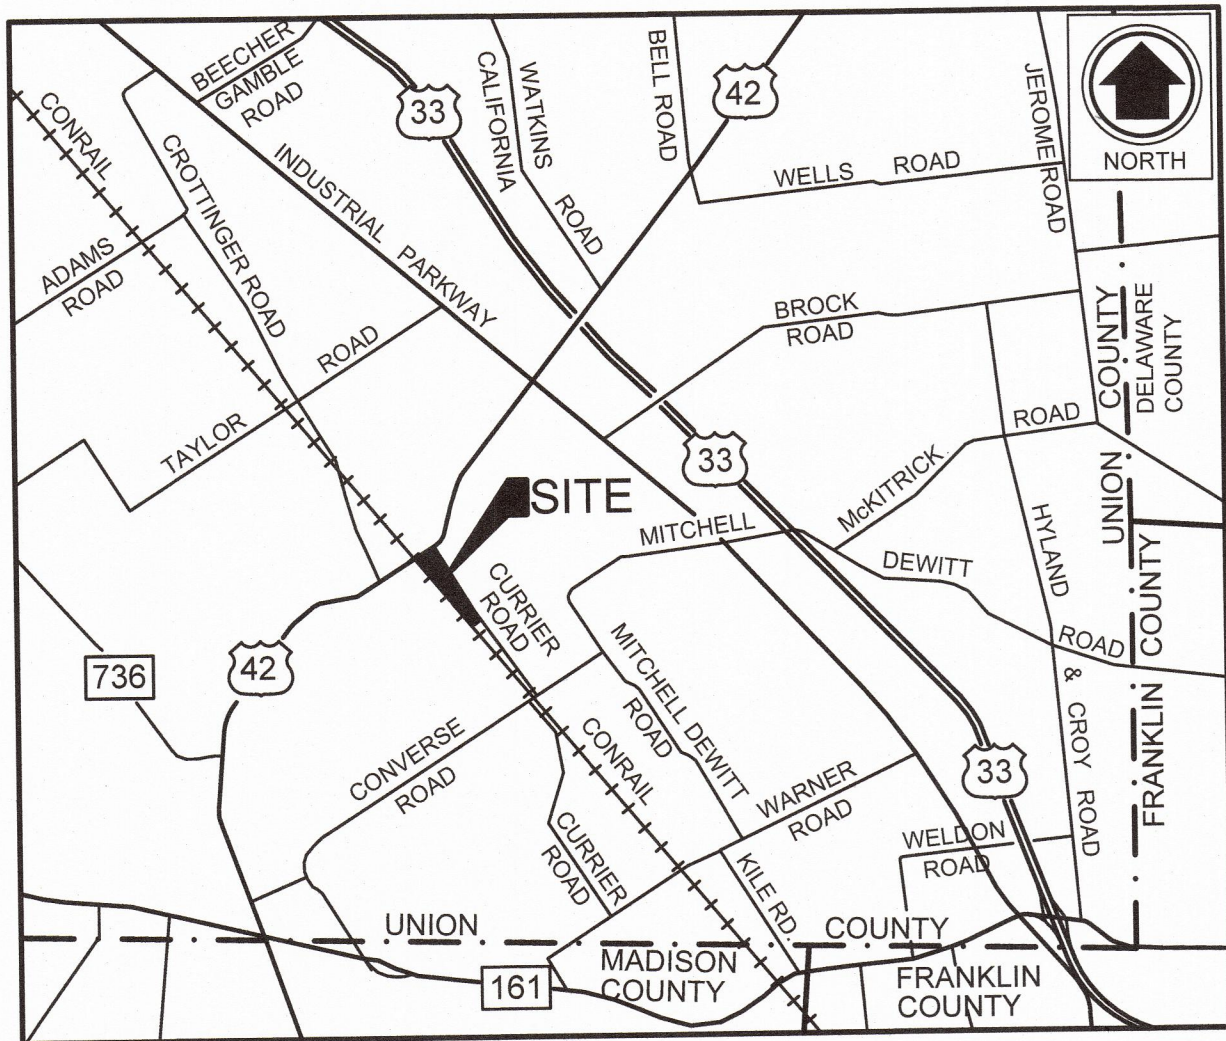 BEECHER
GAMBLE
ROAD
33
CALIFORNIA
WATKINS
ROAD
BELL ROAD
42
JEROME ROAD
NORTH
CONRAIL
CROTTINGER ROAD
INDUSTRIAL PARKWAY
WELLS ROAD
ADAMS
ROAD
TAYLOR ROAD
BROCK
ROAD
COUNTY
DELAWARE
COUNTY
UNION
33
McKITRICK. ROAD
SITE
MITCHELL
DEWITT
ROAD
HYLAND
& CROY ROAD
COUNTY
FRANKLIN
CURRIER
ROAD
736
42
MITCHELL DEWITT
ROAD
CONVERSE
ROAD
CONRAIL
33
WARNER
ROAD
WELDON
ROAD
CURRIER
ROAD
KILE RD.
UNION
COUNTY
161
MADISON
COUNTY
FRANKLIN
COUNTY